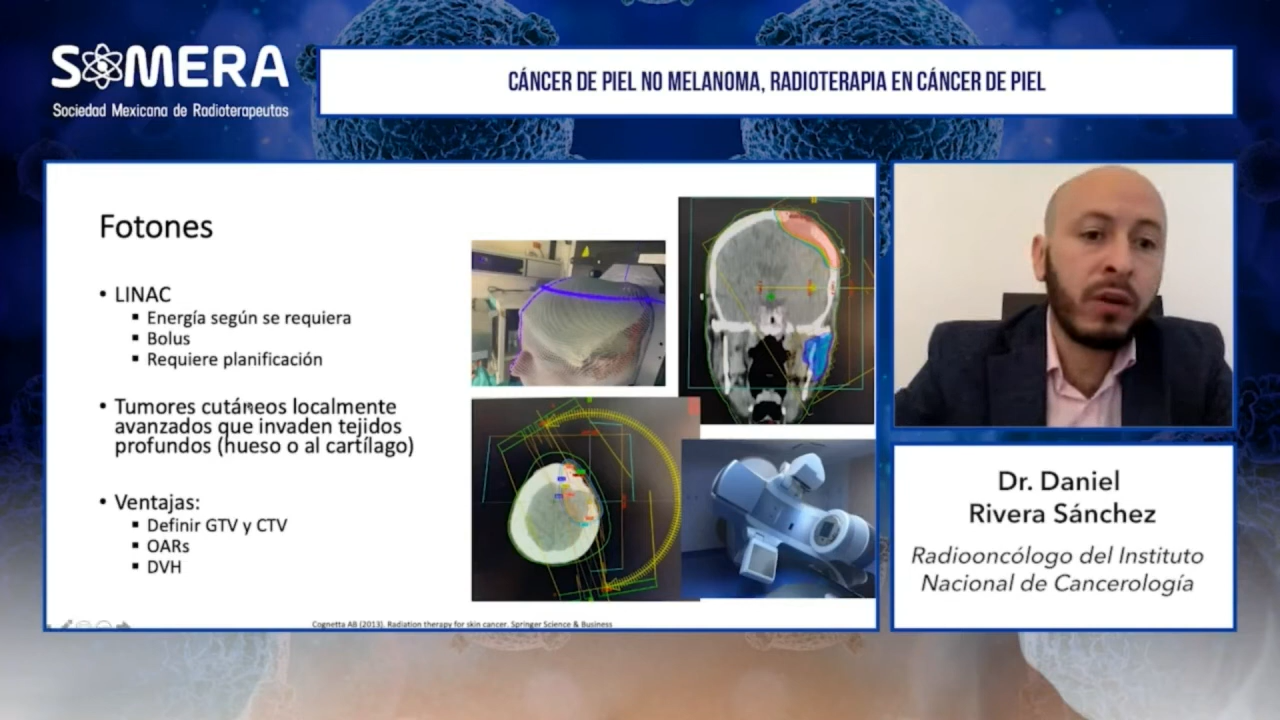 SOMERA
Sociedad Mexicana de Radioterapeutas
CÁNCER DE PIEL NO MELANOMA, RADIOTERAPIA EN CÁNCER DE PIEL
Fotones
• LINAC
▪ Energía según se requiera
▪ Bolus
▪ Requiere planificación
• Tumores cutáneos localmente
avanzados que invaden tejidos
profundos (hueso o al cartílago)
• Ventajas:
▪ Definir GTV y CTV
▪ OARs
▪ DVH
Cognetta AB (2013). Radiation therapy for skin cancer. Springer Science & Business
Dr. Daniel
Rivera Sánchez
Radiooncólogo del Instituto
Nacional de Cancerología